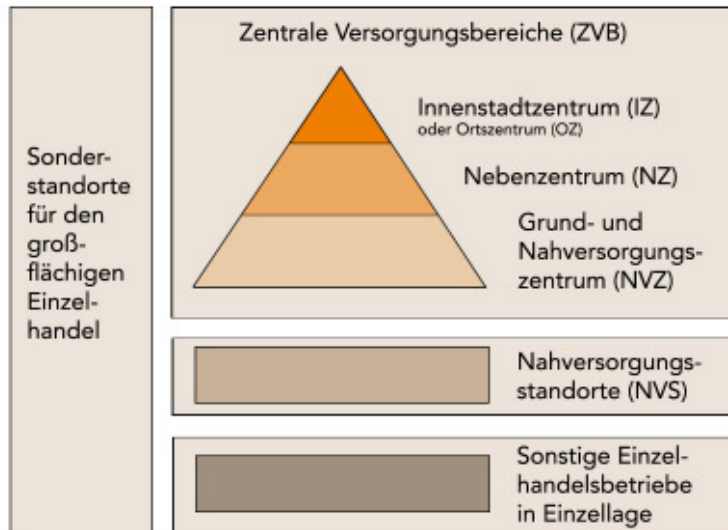 Sonder-
standorte
für den
groß-
flächigen
Einzel-
handel
Zentrale Versorgungsbereiche (ZVB)
Innenstadtzentrum (IZ)
oder Ortszentrum (OZ)
Nebenzentrum (NZ)
Grund- und
Nahversorgungs-
zentrum (NVZ)
Nahversorgungs-
standorte (NVS)
Sonstige Einzel-
handelsbetriebe
in Einzellage